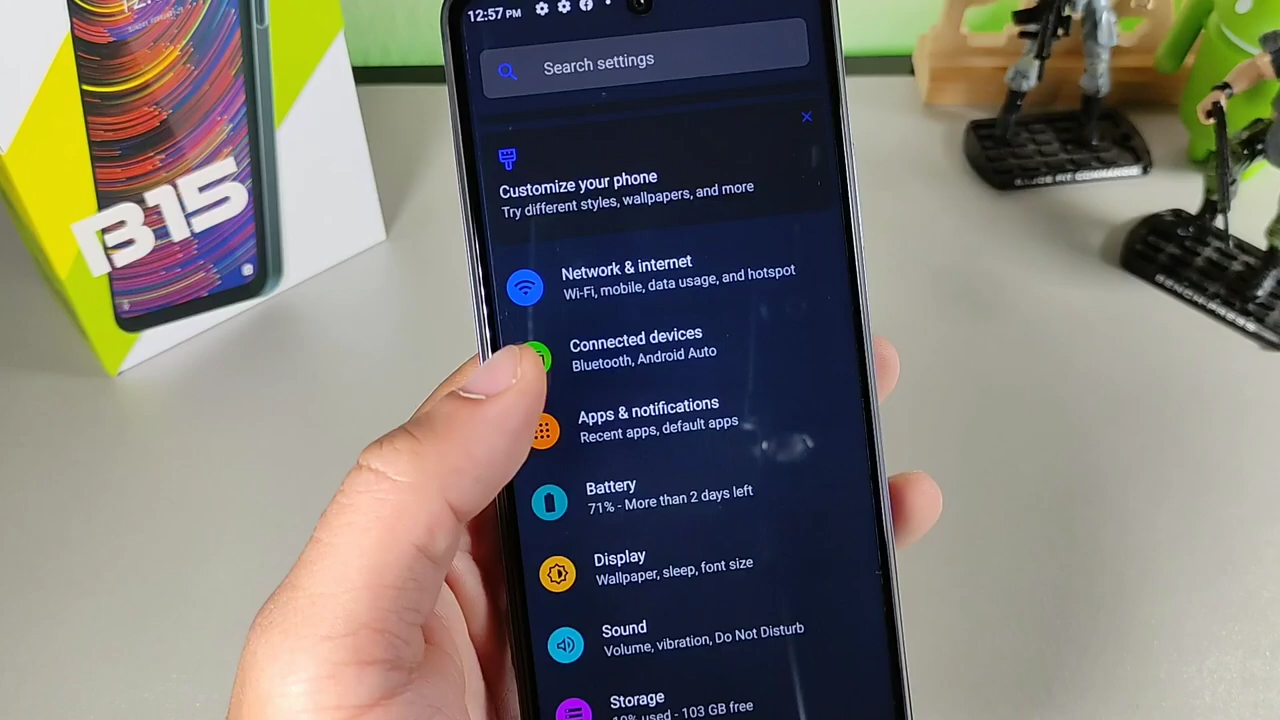 12:57 PM
Search settings
Customize your phone
Try different styles, wallpapers, and more
Network & internet
Wi-Fi, mobile, data usage, and hotspot
Connected devices
Bluetooth, Android Auto
Apps & notifications
Recent apps, default apps
Battery
71% - More than 2 days left
Display
Wallpaper, sleep, font size
Sound
Volume, vibration, Do Not Disturb
Storage
19% used - 103 GB free
B15